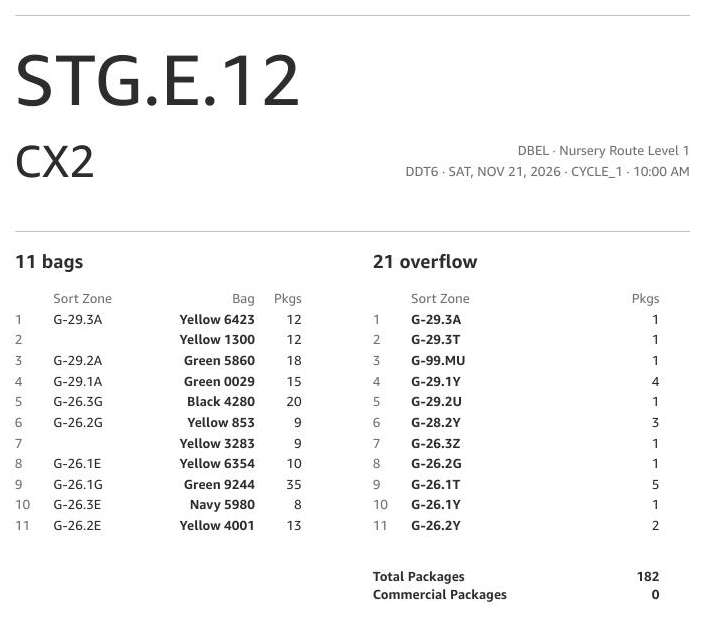 STG.E.12
CX2
DBEL · Nursery Route Level 1
DDT6 · SAT, NOV 21, 2026 · CYCLE_1 · 10:00 AM
11 bags
Sort Zone Bag Pkgs
1 G-29.3A Yellow 6423 12
2 Yellow 1300 12
3 G-29.2A Green 5860 18
4 G-29.1A Green 0029 15
5 G-26.3G Black 4280 20
6 G-26.2G Yellow 853 9
7 Yellow 3283 9
8 G-26.1E Yellow 6354 10
9 G-26.1G Green 9244 35
10 G-26.3E Navy 5980 8
11 G-26.2E Yellow 4001 13
21 overflow
Sort Zone Pkgs
1 G-29.3A 1
2 G-29.3T 1
3 G-99.MU 1
4 G-29.1Y 4
5 G-29.2U 1
6 G-28.2Y 3
7 G-26.3Z 1
8 G-26.2G 1
9 G-26.1T 5
10 G-26.1Y 1
11 G-26.2Y 2
Total Packages 182
Commercial Packages 0